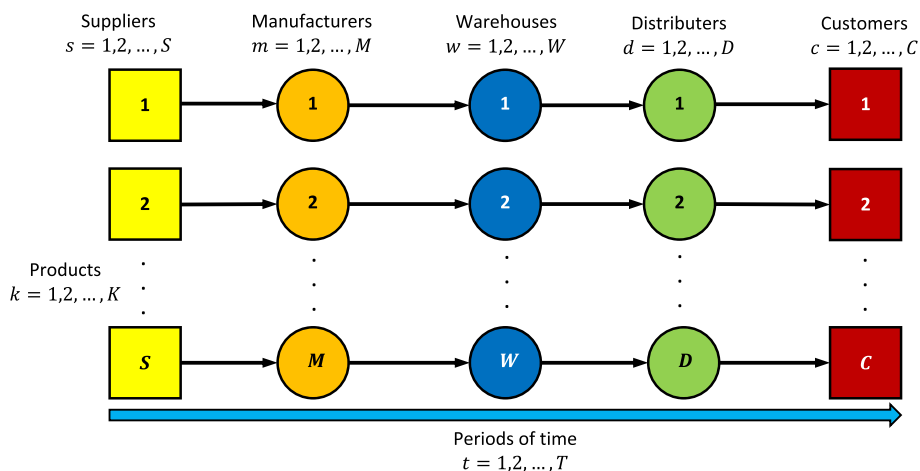 Suppliers
s = 1,2, … , S
Manufacturers
m = 1,2, … , M
Warehouses
w = 1,2, … , W
Distributers
d = 1,2, … , D
Customers
c = 1,2, … , C
1 1 1 1 1
2 2 2 2 2
Products
k = 1,2, … , K
S M W D C
Periods of time
t = 1,2, … , T